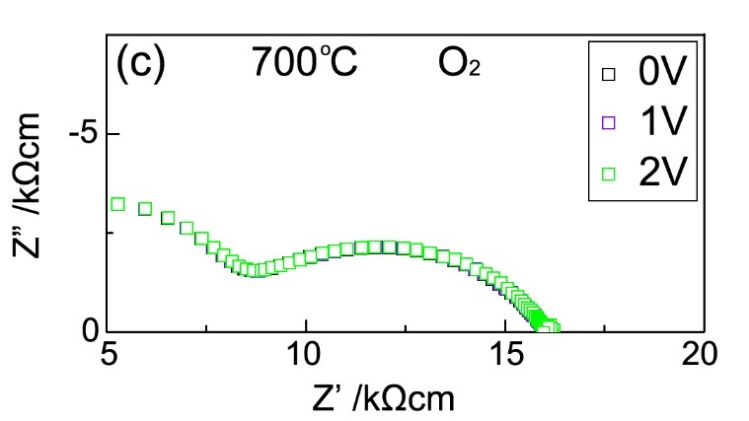 (c) 700°C O₂
0V
1V
2V
-5
0
5 10 15 20
Z" /kΩcm
Z' /kΩcm